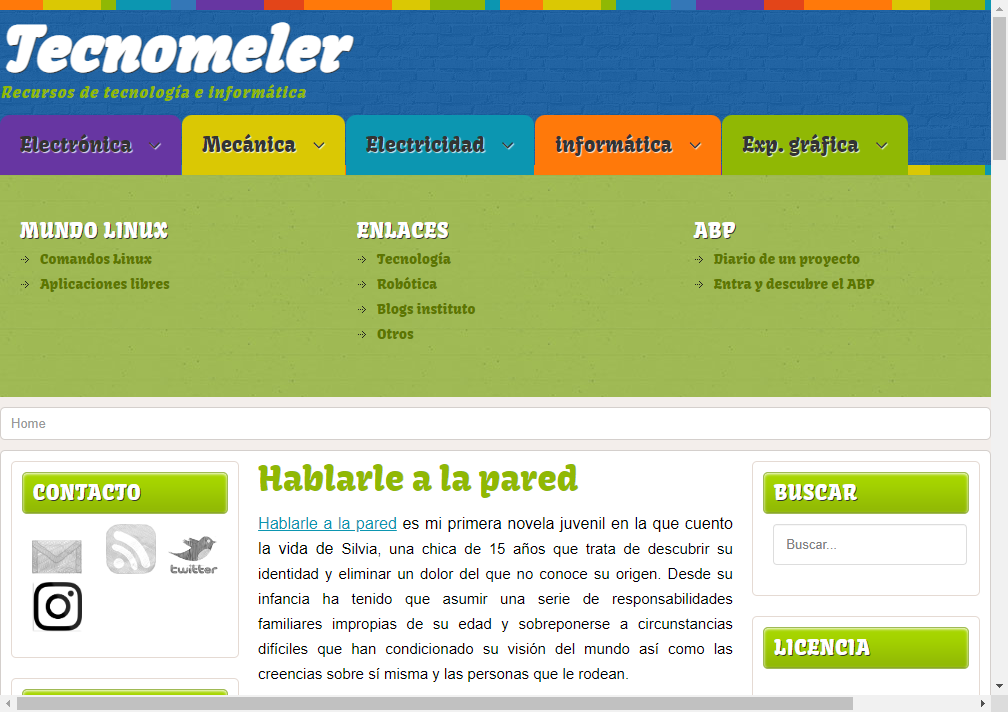 Tecnomeler
Recursos de tecnología e informática
Electrónica
Mecánica
Electricidad
informática
Exp. gráfica
MUNDO LINUX
Comandos Linux
Aplicaciones libres
ENLACES
Tecnología
Robótica
Blogs instituto
Otros
ABP
Diario de un proyecto
Entra y descubre el ABP
Home
CONTACTO
twitter
Hablarle a la pared
Hablarle a la pared es mi primera novela juvenil en la que cuento
la vida de Silvia, una chica de 15 años que trata de descubrir su
identidad y eliminar un dolor del que no conoce su origen. Desde su
infancia ha tenido que asumir una serie de responsabilidades
familiares impropias de su edad y sobreponerse a circunstancias
difíciles que han condicionado su visión del mundo así como las
creencias sobre sí misma y las personas que le rodean.
BUSCAR
Buscar...
LICENCIA